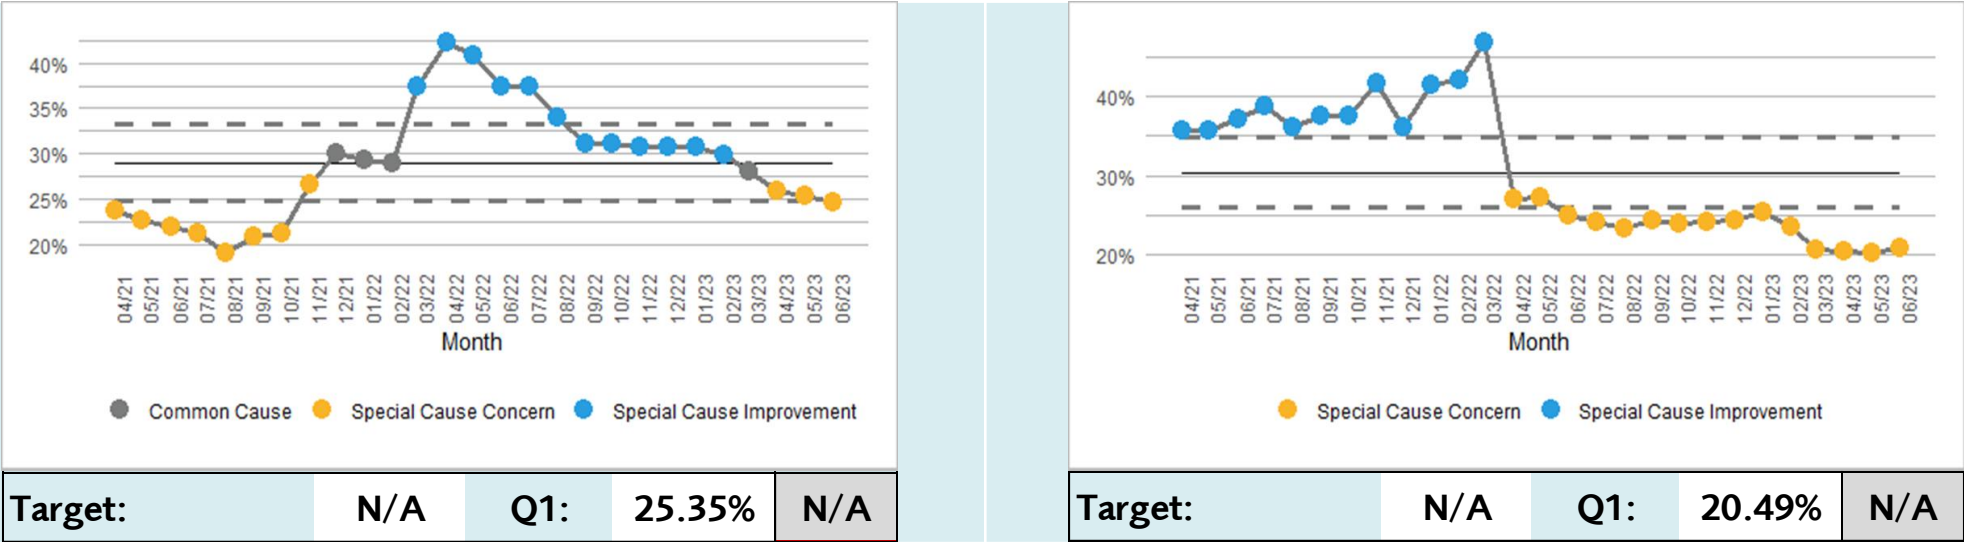 40%
35%
30%
25%
20%
04/21 05/21 06/21 07/21 08/21 09/21 10/21 11/21 12/21 01/22 02/22 03/22 04/22 05/22 06/22 07/22 08/22 09/22 10/22 11/22 12/22 01/23 02/23 03/23 04/23 05/23 06/23
Month
Common Cause Special Cause Concern Special Cause Improvement
Target: N/A Q1: 25.35% N/A
40%
30%
20%
04/21 05/21 06/21 07/21 08/21 09/21 10/21 11/21 12/21 01/22 02/22 03/22 04/22 05/22 06/22 07/22 08/22 09/22 10/22 11/22 12/22 01/23 02/23 03/23 04/23 05/23 06/23
Month
Special Cause Concern Special Cause Improvement
Target: N/A Q1: 20.49% N/A